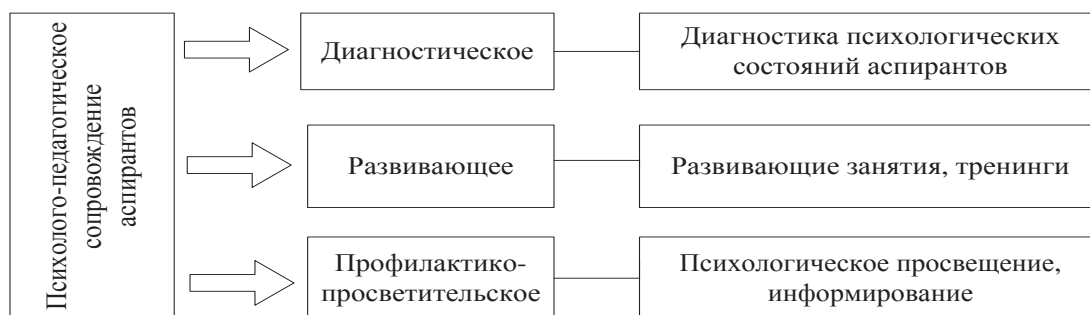 Психолого-педагогическое
сопровождение
аспирантов
Диагностическое
Диагностика психологических
состояний аспирантов
Развивающее
Развивающие занятия, тренинги
Профилактико-
просветительское
Психологическое просвещение,
информирование